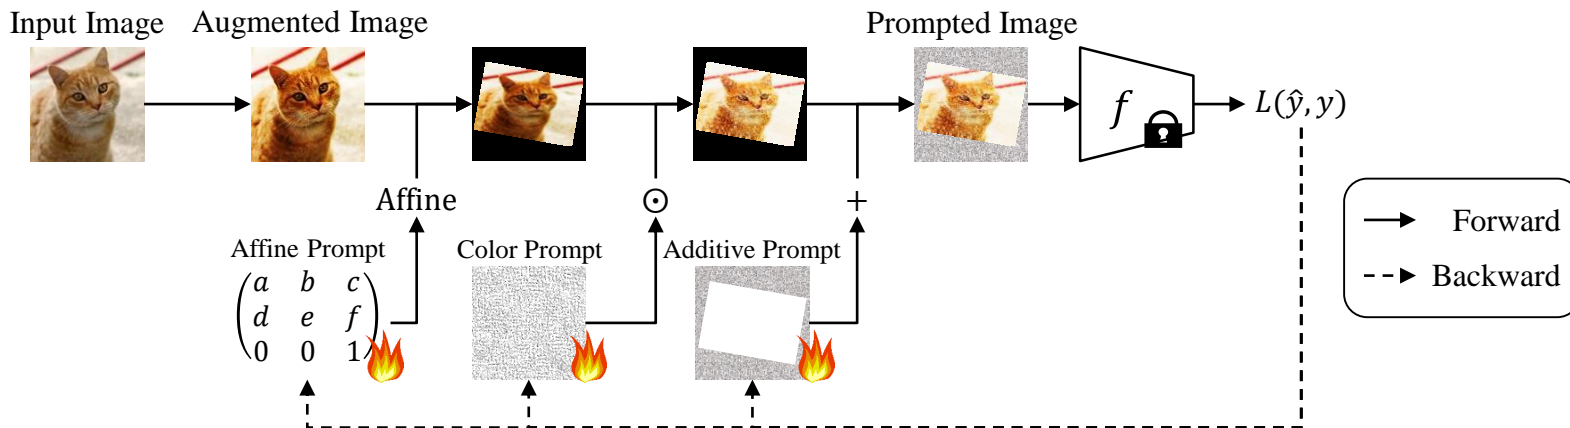 Input Image
Augmented Image
Prompted Image
f
L(ŷ, y)
Affine
⊙
+
Forward
Backward
Affine Prompt
Color Prompt
Additive Prompt
a b c
d e f
0 0 1